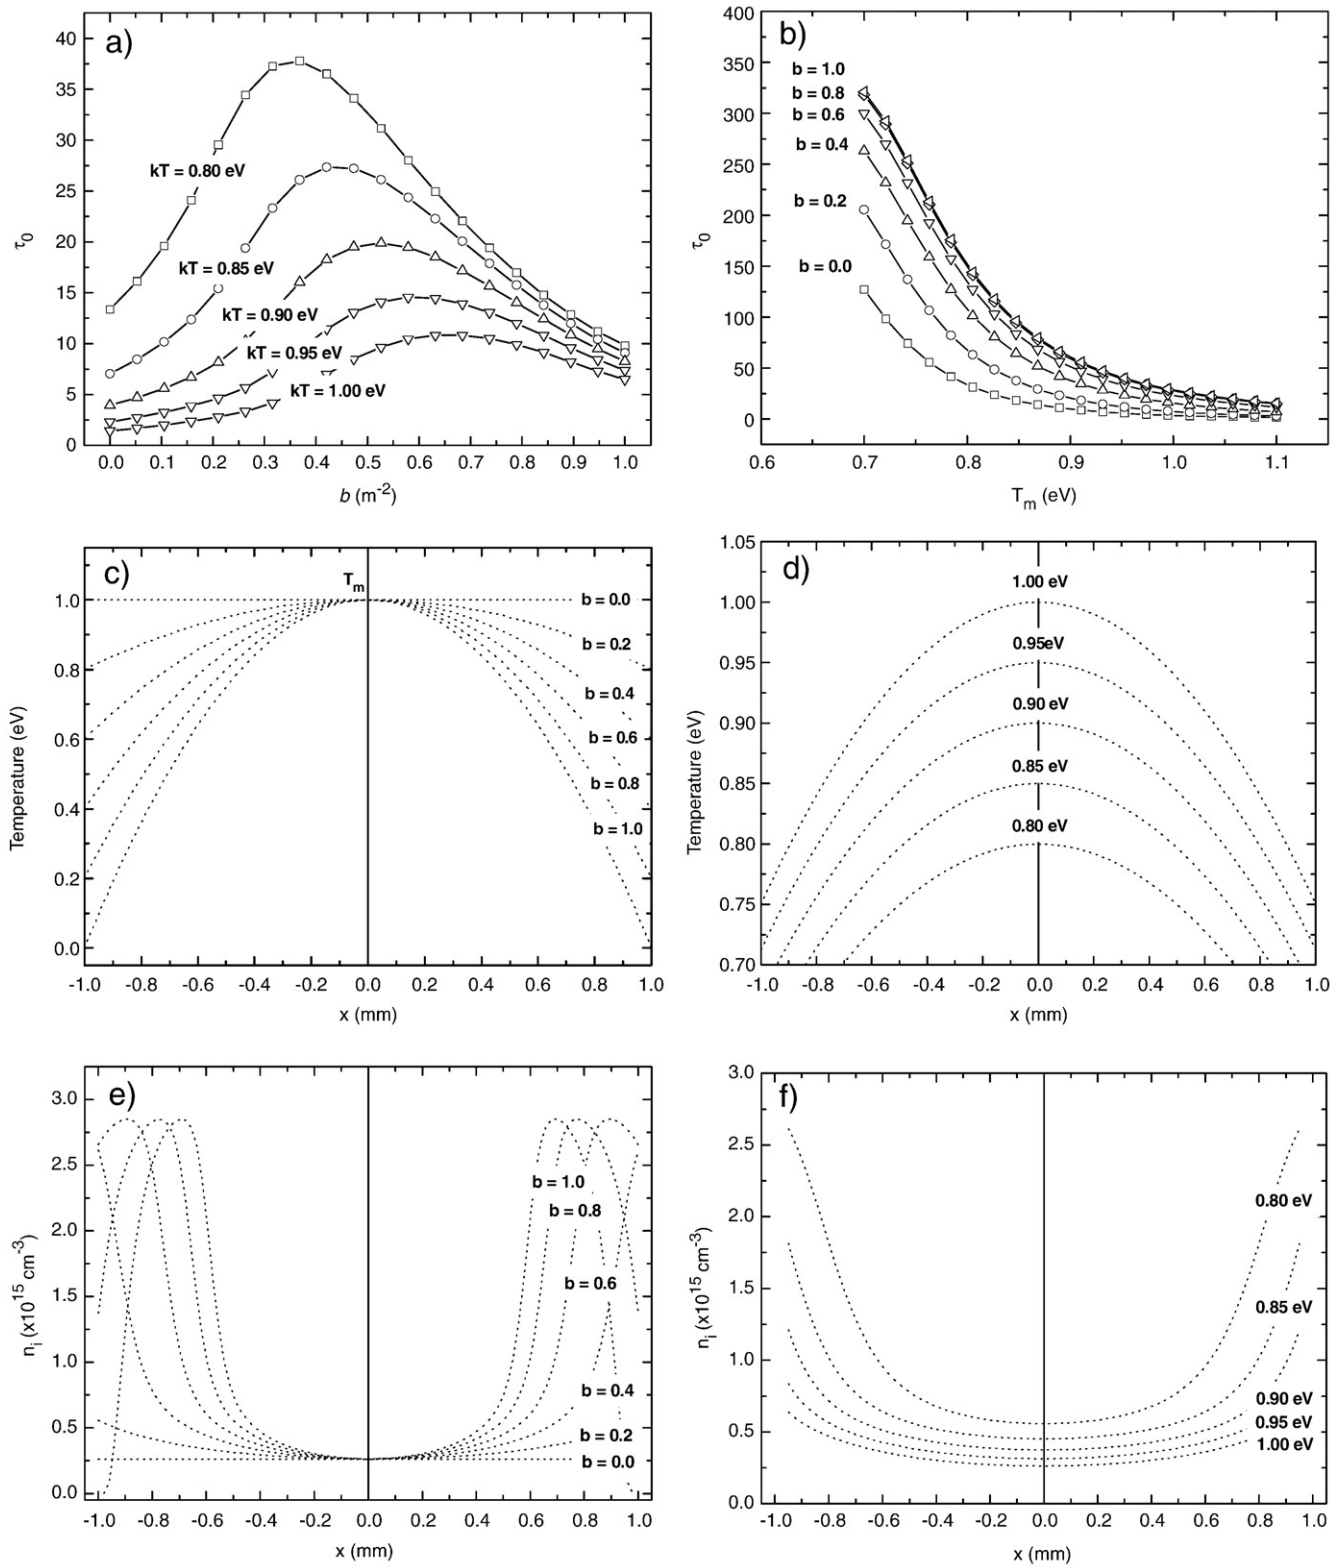 a)
40
35
30
25
20
15
10
5
0
τ0
kT = 0.80 eV
kT = 0.85 eV
kT = 0.90 eV
kT = 0.95 eV
kT = 1.00 eV
0.0 0.1 0.2 0.3 0.4 0.5 0.6 0.7 0.8 0.9 1.0
b (m-2)
b)
400
350
300
250
200
150
100
50
0
τ0
b = 1.0
b = 0.8
b = 0.6
b = 0.4
b = 0.2
b = 0.0
0.6 0.7 0.8 0.9 1.0 1.1
Tm (eV)
c)
Tm
1.0
0.8
0.6
0.4
0.2
0.0
Temperature (eV)
b = 0.0
b = 0.2
b = 0.4
b = 0.6
b = 0.8
b = 1.0
-1.0 -0.8 -0.6 -0.4 -0.2 0.0 0.2 0.4 0.6 0.8 1.0
x (mm)
d)
1.05
1.00
0.95
0.90
0.85
0.80
0.75
0.70
Temperature (eV)
1.00 eV
0.95eV
0.90 eV
0.85 eV
0.80 eV
-1.0 -0.8 -0.6 -0.4 -0.2 0.0 0.2 0.4 0.6 0.8 1.0
x (mm)
e)
3.0
2.5
2.0
1.5
1.0
0.5
0.0
ni (x1015 cm-3)
b = 1.0
b = 0.8
b = 0.6
b = 0.4
b = 0.2
b = 0.0
-1.0 -0.8 -0.6 -0.4 -0.2 0.0 0.2 0.4 0.6 0.8 1.0
x (mm)
f)
3.0
2.5
2.0
1.5
1.0
0.5
0.0
ni (x1015 cm-3)
0.80 eV
0.85 eV
0.90 eV
0.95 eV
1.00 eV
-1.0 -0.8 -0.6 -0.4 -0.2 0.0 0.2 0.4 0.6 0.8 1.0
x (mm)